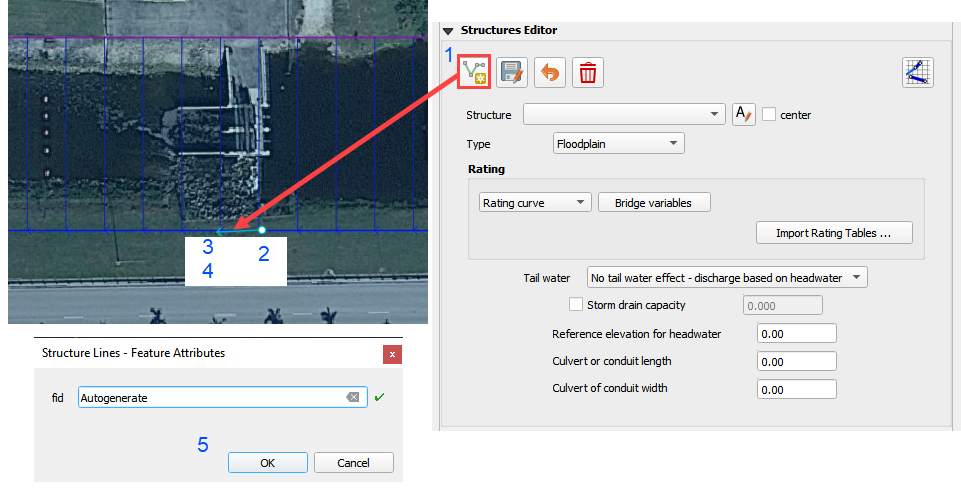 Structures Editor
1
Structure
A
center
Type
Floodplain
Rating
Rating curve
Bridge variables
Import Rating Tables ...
Tail water
No tail water effect - discharge based on headwater
Storm drain capacity
0.000
Reference elevation for headwater
0.00
Culvert or conduit length
0.00
Culvert of conduit width
0.00
3
2
4
Structure Lines - Feature Attributes
x
fid
Autogenerate
5
OK
Cancel